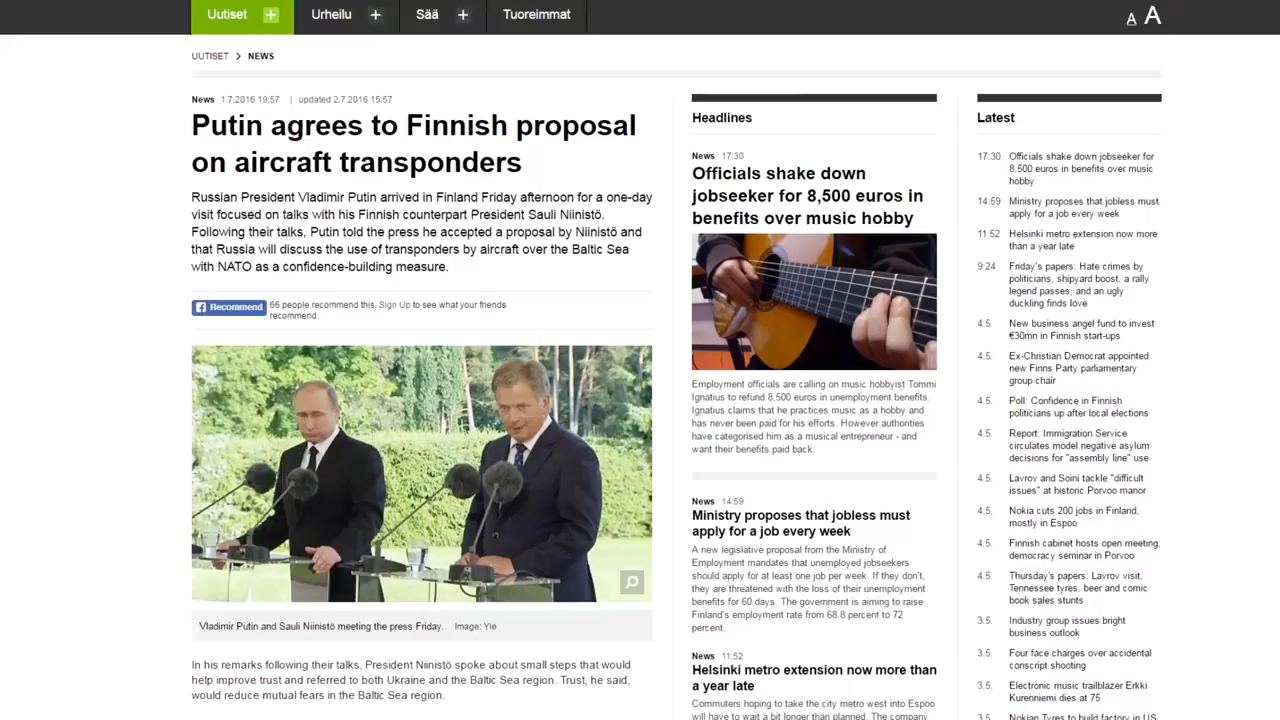 Uutiset
Urheilu
Sää
Tuoreimmat
A A
UUTISET > NEWS
News 1.7.2016 19:57 | updated 2.7.2016 15:57
Putin agrees to Finnish proposal
on aircraft transponders
Russian President Vladimir Putin arrived in Finland Friday afternoon for a one-day
visit focused on talks with his Finnish counterpart President Sauli Niinistö.
Following their talks, Putin told the press he accepted a proposal by Niinistö and
that Russia will discuss the use of transponders by aircraft over the Baltic Sea
with NATO as a confidence-building measure.
Recommend
66 people recommend this. Sign Up to see what your friends
recommend.
Vladimir Putin and Sauli Niinistö meeting the press Friday. Image: Yle
In his remarks following their talks, President Niinistö spoke about small steps that would
help improve trust and referred to both Ukraine and the Baltic Sea region. Trust, he said,
would reduce mutual fears in the Baltic Sea region.
Headlines
News 17:30
Officials shake down
jobseeker for 8,500 euros in
benefits over music hobby
Employment officials are calling on music hobbyist Tommi
Ignatius to refund 8,500 euros in unemployment benefits.
Ignatius claims that he practices music as a hobby and
has never been paid for his efforts. However authorities
have categorised him as a musical entrepreneur - and
want their benefits paid back.
News 14:59
Ministry proposes that jobless must
apply for a job every week
A new legislative proposal from the Ministry of
Employment mandates that unemployed jobseekers
should apply for at least one job per week. If they don't,
they are threatened with the loss of their unemployment
benefits for 60 days. The government is aiming to raise
Finland's employment rate from 68.8 percent to 72
percent.
News 11:52
Helsinki metro extension now more than
a year late
Commuters hoping to take the city metro west into Espoo
will have to wait a bit longer than planned. The company
Latest
17:30 Officials shake down jobseeker for
8,500 euros in benefits over music
hobby
14:59 Ministry proposes that jobless must
apply for a job every week
11:52 Helsinki metro extension now more
than a year late
9:24 Friday's papers: Hate crimes by
politicians, shipyard boost, a rally
legend passes, and an ugly
duckling finds love
4.5. New business angel fund to invest
€30mn in Finnish start-ups
4.5. Ex-Christian Democrat appointed
new Finns Party parliamentary
group chair
4.5. Poll: Confidence in Finnish
politicians up after local elections
4.5. Report: Immigration Service
circulates model negative asylum
decisions for "assembly line" use
4.5. Lavrov and Soini tackle "difficult
issues" at historic Porvoo manor
4.5. Nokia cuts 200 jobs in Finland,
mostly in Espoo
4.5. Finnish cabinet hosts open meeting,
democracy seminar in Porvoo
4.5. Thursday's papers: Lavrov visit,
Tennessee tyres, beer and comic
book sales stunts
3.5. Industry group issues bright
business outlook
3.5. Four face charges over accidental
conscript shooting
3.5. Electronic music trailblazer Erkki
Kurenniemi dies at 75
3.5. Nokian Tyres to build factory in US